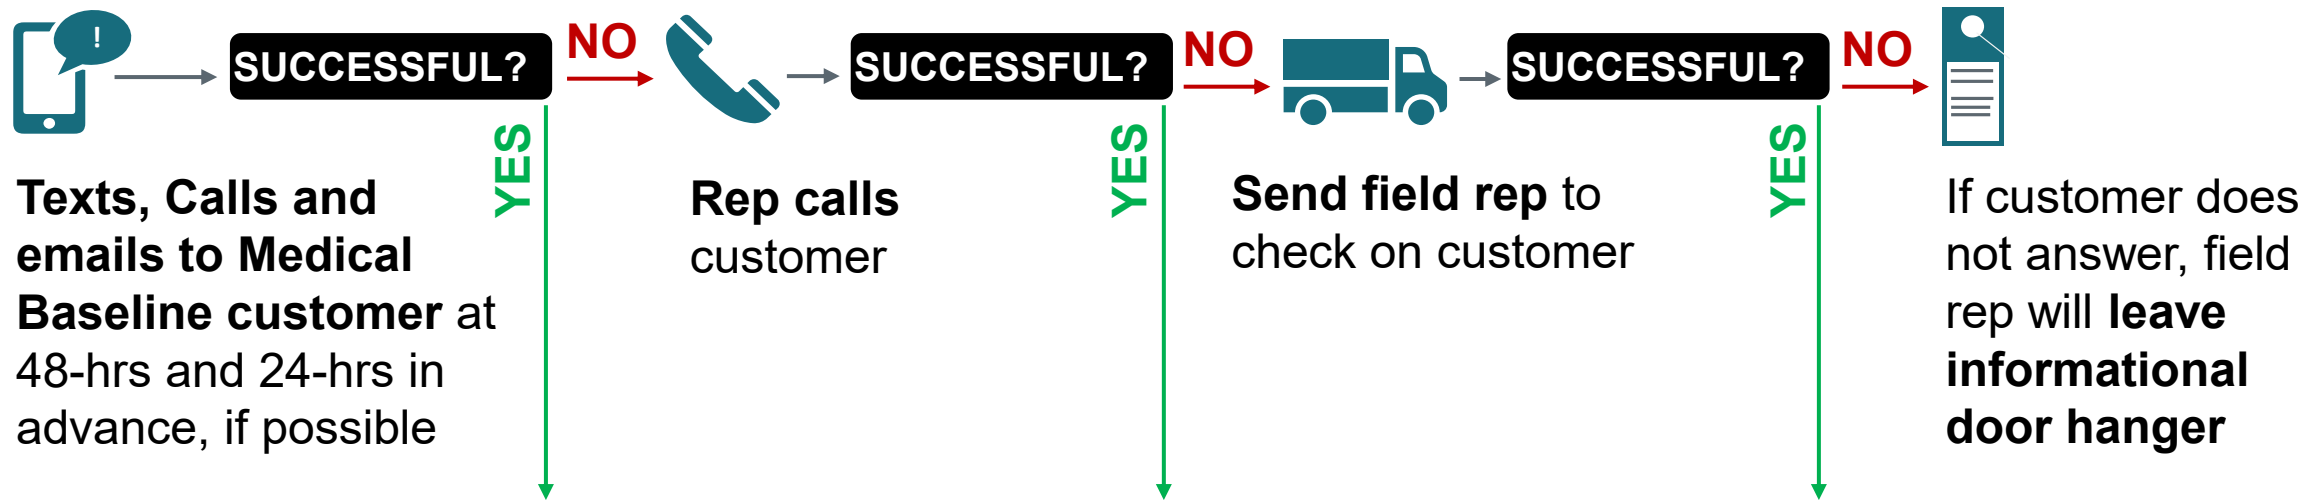 !
SUCCESSFUL?
NO
SUCCESSFUL?
NO
SUCCESSFUL?
NO
YES
YES
YES
Texts, Calls and
emails to Medical
Baseline customer at
48-hrs and 24-hrs in
advance, if possible
Rep calls
customer
Send field rep to
check on customer
If customer does
not answer, field
rep will leave
informational
door hanger